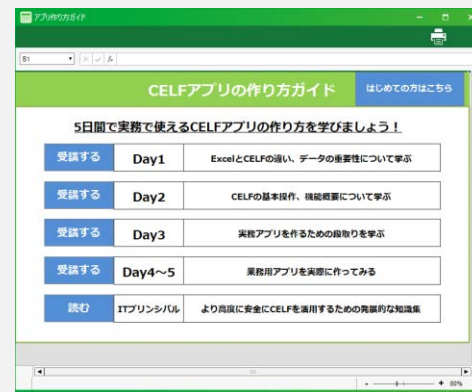 アプリ作り方ガイド
B1
CELFアプリの作り方ガイド
はじめての方はこちら
5日間で実務で使えるCELFアプリの作り方を学びましょう！
受講する Day1 ExcelとCELFの違い、データの重要性について学ぶ
受講する Day2 CELFの基本操作、機能概要について学ぶ
受講する Day3 実務アプリを作るための段取りを学ぶ
受講する Day4～5 業務用アプリを実際に作ってみる
読む ITプリンシパル より高度に安全にCELFを活用するための発展的な知識集
80%